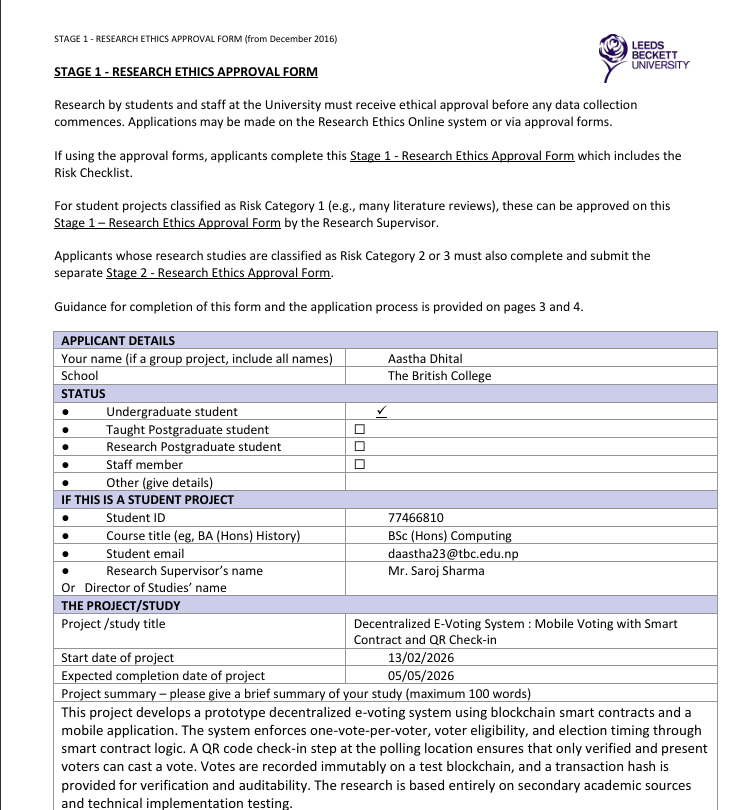 STAGE 1 - RESEARCH ETHICS APPROVAL FORM (from December 2016)
LEEDS
BECKETT
UNIVERSITY
STAGE 1 - RESEARCH ETHICS APPROVAL FORM
Research by students and staff at the University must receive ethical approval before any data collection
commences. Applications may be made on the Research Ethics Online system or via approval forms.
If using the approval forms, applicants complete this Stage 1 - Research Ethics Approval Form which includes the
Risk Checklist.
For student projects classified as Risk Category 1 (e.g., many literature reviews), these can be approved on this
Stage 1 – Research Ethics Approval Form by the Research Supervisor.
Applicants whose research studies are classified as Risk Category 2 or 3 must also complete and submit the
separate Stage 2 - Research Ethics Approval Form.
Guidance for completion of this form and the application process is provided on pages 3 and 4.
APPLICANT DETAILS
Your name (if a group project, include all names) Aastha Dhital
School The British College
STATUS
● Undergraduate student ✓
● Taught Postgraduate student ☐
● Research Postgraduate student ☐
● Staff member ☐
● Other (give details)
IF THIS IS A STUDENT PROJECT
● Student ID 77466810
● Course title (eg, BA (Hons) History) BSc (Hons) Computing
● Student email daastha23@tbc.edu.np
● Research Supervisor's name Mr. Saroj Sharma
Or Director of Studies' name
THE PROJECT/STUDY
Project /study title Decentralized E-Voting System : Mobile Voting with Smart
Contract and QR Check-in
Start date of project 13/02/2026
Expected completion date of project 05/05/2026
Project summary – please give a brief summary of your study (maximum 100 words)
This project develops a prototype decentralized e-voting system using blockchain smart contracts and a
mobile application. The system enforces one-vote-per-voter, voter eligibility, and election timing through
smart contract logic. A QR code check-in step at the polling location ensures that only verified and present
voters can cast a vote. Votes are recorded immutably on a test blockchain, and a transaction hash is
provided for verification and auditability. The research is based entirely on secondary academic sources
and technical implementation testing.